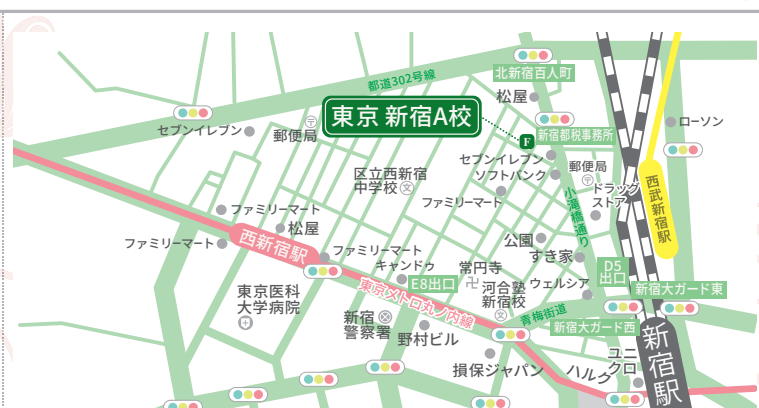 都道302号線
北新宿百人町
松屋
東京 新宿A校
セブンイレブン
郵便局
F
新宿都税事務所
ローソン
区立西新宿
中学校
文
セブンイレブン
ソフトバンク
郵便局
ドラッグ
ストア
西武新宿駅
小滝橋通り
ファミリーマート
ファミリーマート
松屋
ファミリーマート
西新宿駅
ファミリーマート
公園
すき家
キャンドゥ
常円寺
卍
E8出口
D5
出口
ウェルシア
新宿大ガード東
東京医科
大学病院
東京メトロ丸ノ内線
河合塾
新宿校
文
青梅街道
新宿大ガード西
新宿
警察署
野村ビル
新宿駅
損保ジャパン
ハルク
ユニ
クロ